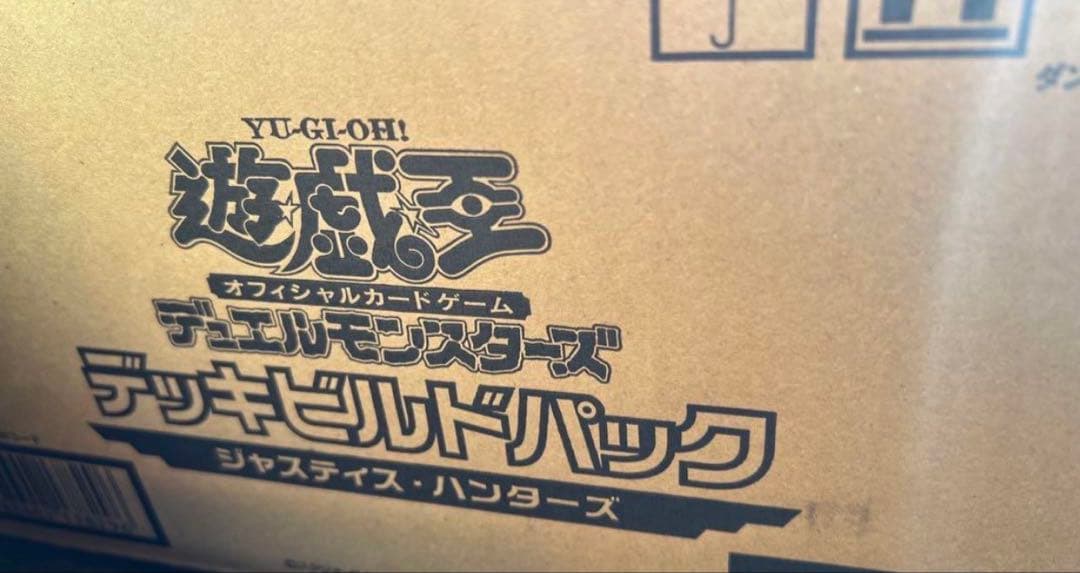 YU-GI-OH!
遊戯王
オフィシャルカードゲーム
デュエルモンスターズ
デッキビルドパック
ジャスティス・ハンターズ